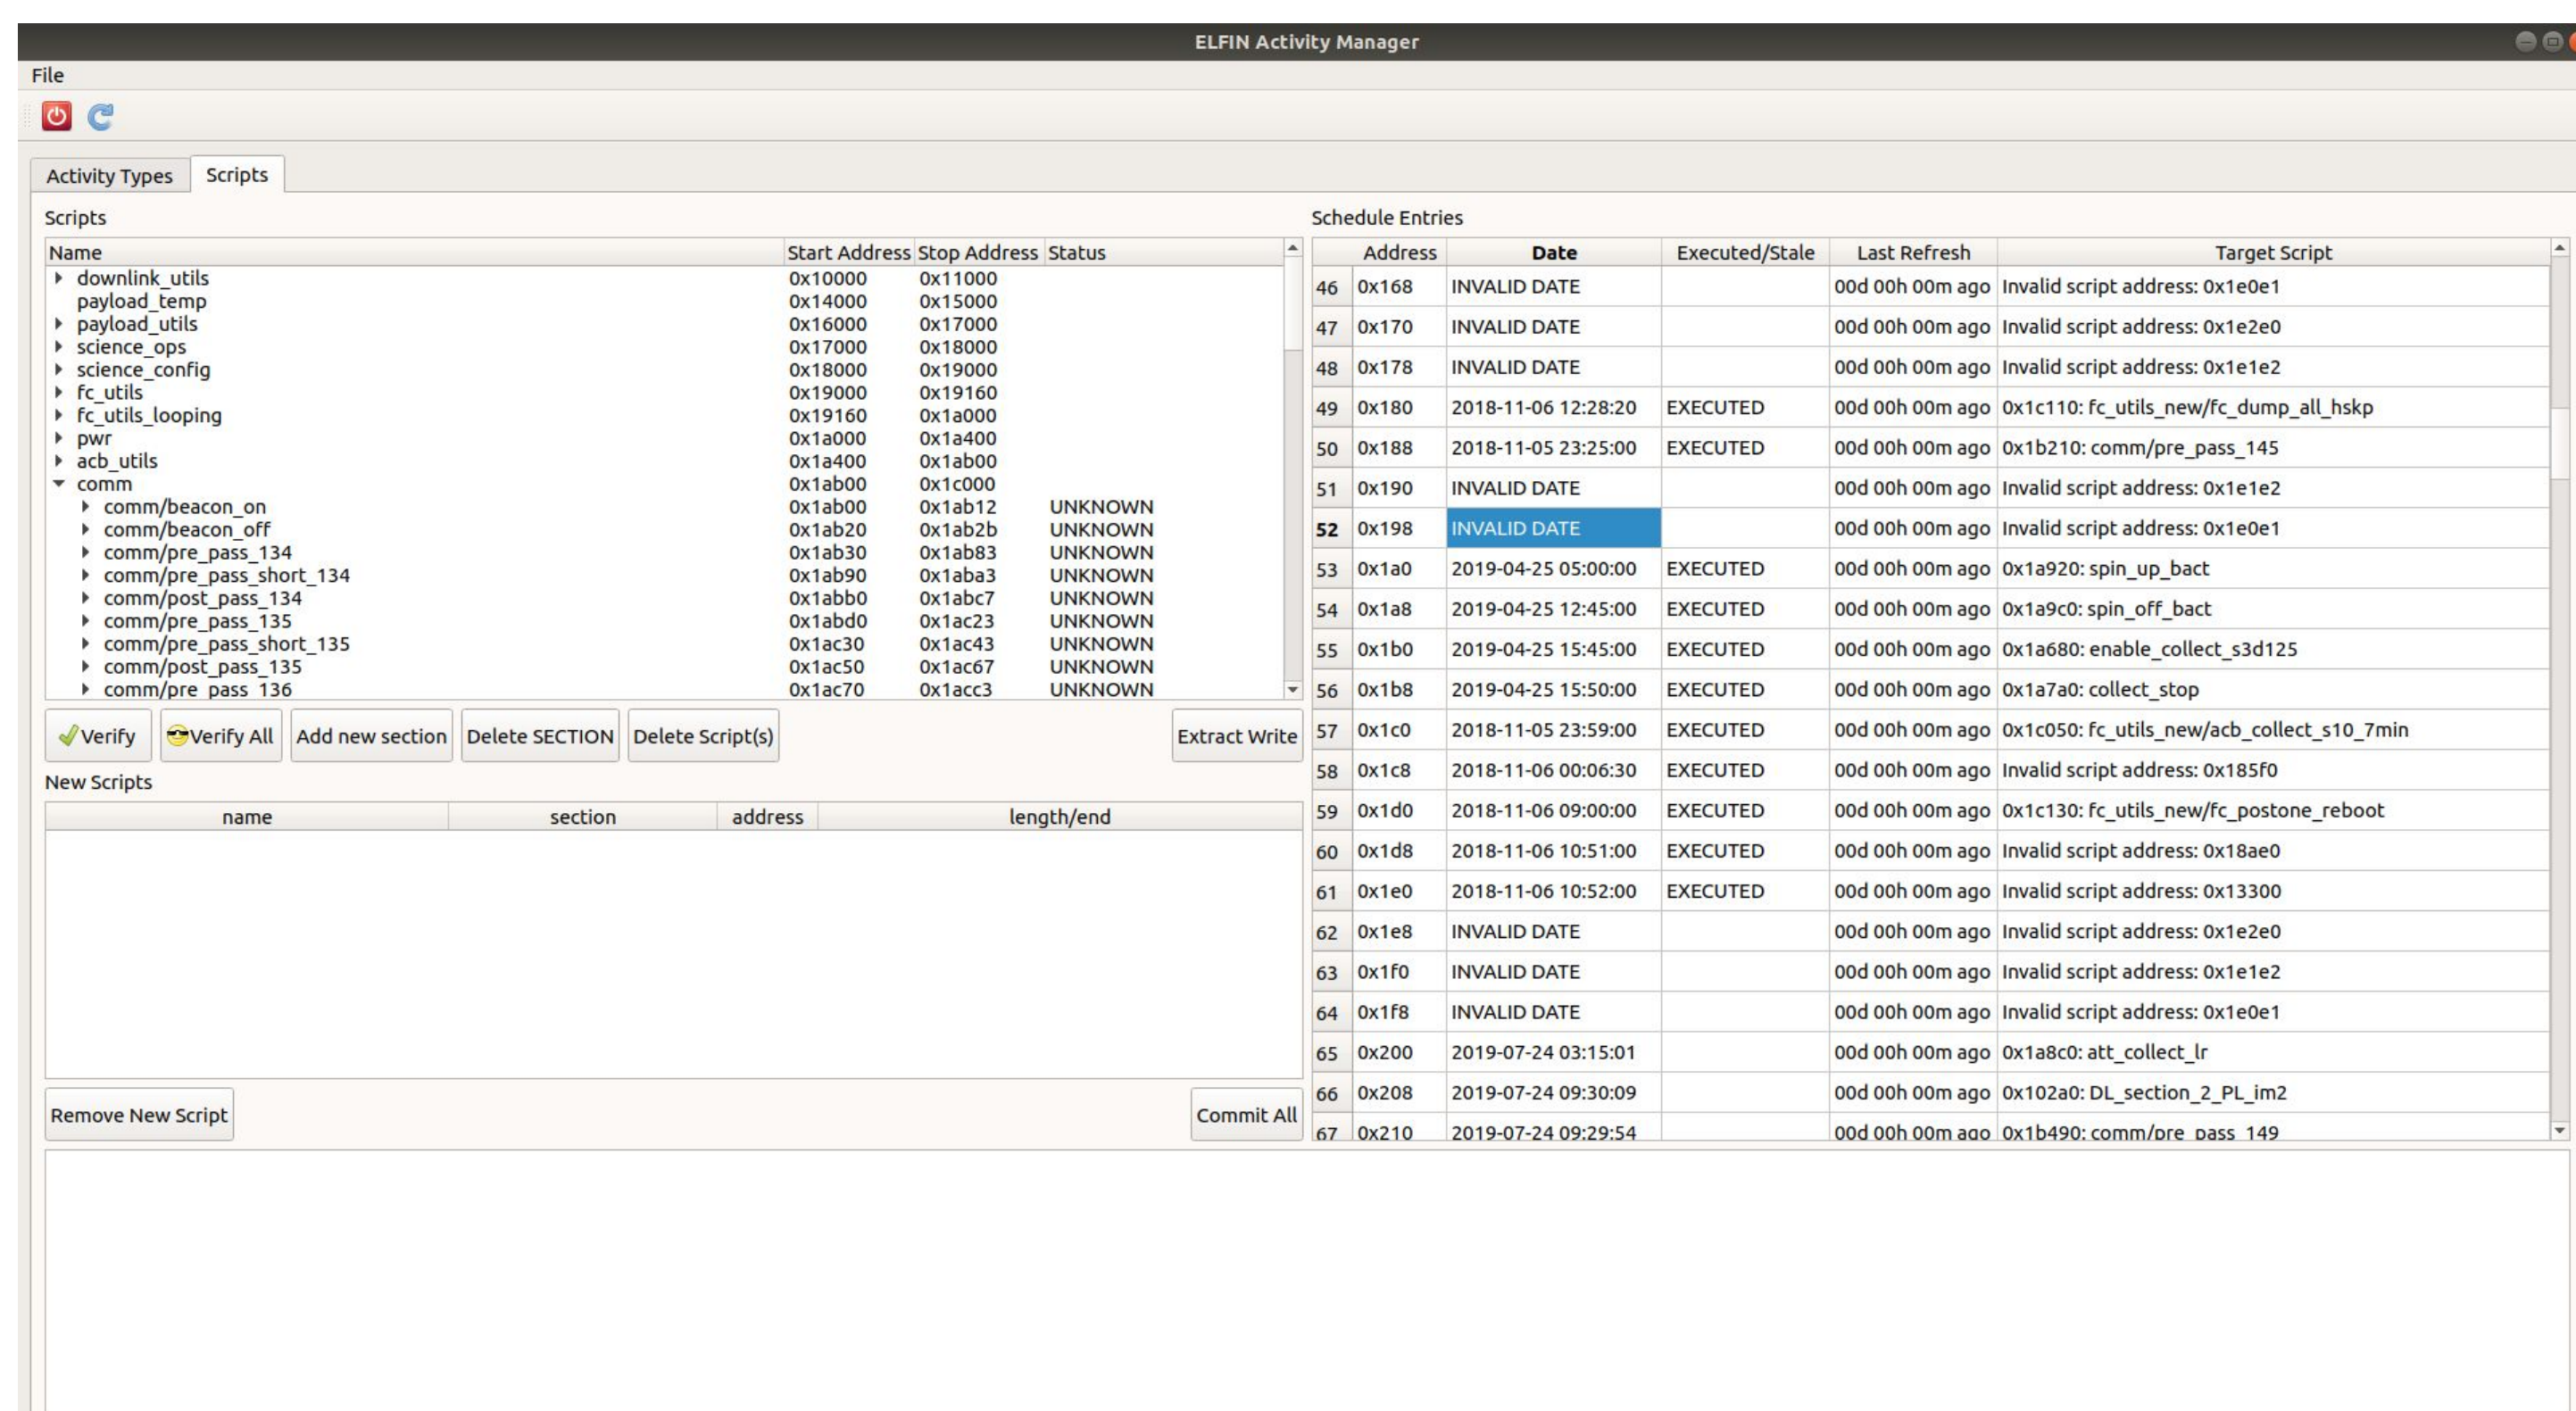 ELFIN Activity Manager
File
Activity Types Scripts
Scripts
Name Start Address Stop Address Status
downlink_utils 0x10000 0x11000
payload_temp 0x14000 0x15000
payload_utils 0x16000 0x17000
science_ops 0x17000 0x18000
science_config 0x18000 0x19000
fc_utils 0x19000 0x19160
fc_utils_looping 0x19160 0x1a000
pwr 0x1a000 0x1a400
acb_utils 0x1a400 0x1ab00
comm 0x1ab00 0x1c000
comm/beacon_on 0x1ab00 0x1ab12 UNKNOWN
comm/beacon_off 0x1ab20 0x1ab2b UNKNOWN
comm/pre_pass_134 0x1ab30 0x1ab83 UNKNOWN
comm/pre_pass_short_134 0x1ab90 0x1aba3 UNKNOWN
comm/post_pass_134 0x1abb0 0x1abc7 UNKNOWN
comm/pre_pass_135 0x1abd0 0x1ac23 UNKNOWN
comm/pre_pass_short_135 0x1ac30 0x1ac43 UNKNOWN
comm/post_pass_135 0x1ac50 0x1ac67 UNKNOWN
comm/pre_pass_136 0x1ac70 0x1acc3 UNKNOWN
Verify Verify All Add new section Delete SECTION Delete Script(s) Extract Write
New Scripts
name section address length/end
Remove New Script Commit All
Schedule Entries
Address Date Executed/Stale Last Refresh Target Script
46 0x168 INVALID DATE 00d 00h 00m ago Invalid script address: 0x1e0e1
47 0x170 INVALID DATE 00d 00h 00m ago Invalid script address: 0x1e2e0
48 0x178 INVALID DATE 00d 00h 00m ago Invalid script address: 0x1e1e2
49 0x180 2018-11-06 12:28:20 EXECUTED 00d 00h 00m ago 0x1c110: fc_utils_new/fc_dump_all_hskp
50 0x188 2018-11-05 23:25:00 EXECUTED 00d 00h 00m ago 0x1b210: comm/pre_pass_145
51 0x190 INVALID DATE 00d 00h 00m ago Invalid script address: 0x1e1e2
52 0x198 INVALID DATE 00d 00h 00m ago Invalid script address: 0x1e0e1
53 0x1a0 2019-04-25 05:00:00 EXECUTED 00d 00h 00m ago 0x1a920: spin_up_bact
54 0x1a8 2019-04-25 12:45:00 EXECUTED 00d 00h 00m ago 0x1a9c0: spin_off_bact
55 0x1b0 2019-04-25 15:45:00 EXECUTED 00d 00h 00m ago 0x1a680: enable_collect_s3d125
56 0x1b8 2019-04-25 15:50:00 EXECUTED 00d 00h 00m ago 0x1a7a0: collect_stop
57 0x1c0 2018-11-05 23:59:00 EXECUTED 00d 00h 00m ago 0x1c050: fc_utils_new/acb_collect_s10_7min
58 0x1c8 2018-11-06 00:06:30 EXECUTED 00d 00h 00m ago Invalid script address: 0x185f0
59 0x1d0 2018-11-06 09:00:00 EXECUTED 00d 00h 00m ago 0x1c130: fc_utils_new/fc_postone_reboot
60 0x1d8 2018-11-06 10:51:00 EXECUTED 00d 00h 00m ago Invalid script address: 0x18ae0
61 0x1e0 2018-11-06 10:52:00 EXECUTED 00d 00h 00m ago Invalid script address: 0x13300
62 0x1e8 INVALID DATE 00d 00h 00m ago Invalid script address: 0x1e2e0
63 0x1f0 INVALID DATE 00d 00h 00m ago Invalid script address: 0x1e1e2
64 0x1f8 INVALID DATE 00d 00h 00m ago Invalid script address: 0x1e0e1
65 0x200 2019-07-24 03:15:01 00d 00h 00m ago 0x1a8c0: att_collect_lr
66 0x208 2019-07-24 09:30:09 00d 00h 00m ago 0x102a0: DL_section_2_PL_im2
67 0x210 2019-07-24 09:29:54 00d 00h 00m ago 0x1b490: comm/pre_pass_149